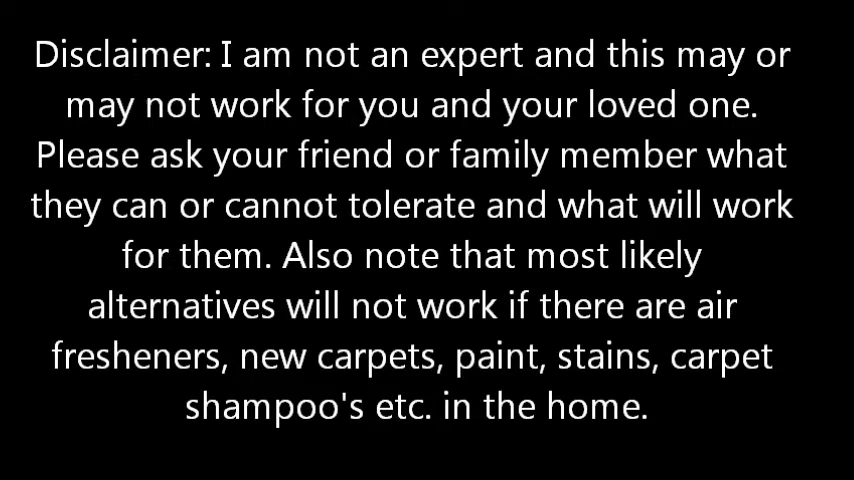 Disclaimer: I am not an expert and this may or
may not work for you and your loved one.
Please ask your friend or family member what
they can or cannot tolerate and what will work
for them. Also note that most likely
alternatives will not work if there are air
fresheners, new carpets, paint, stains, carpet
shampoo's etc. in the home.